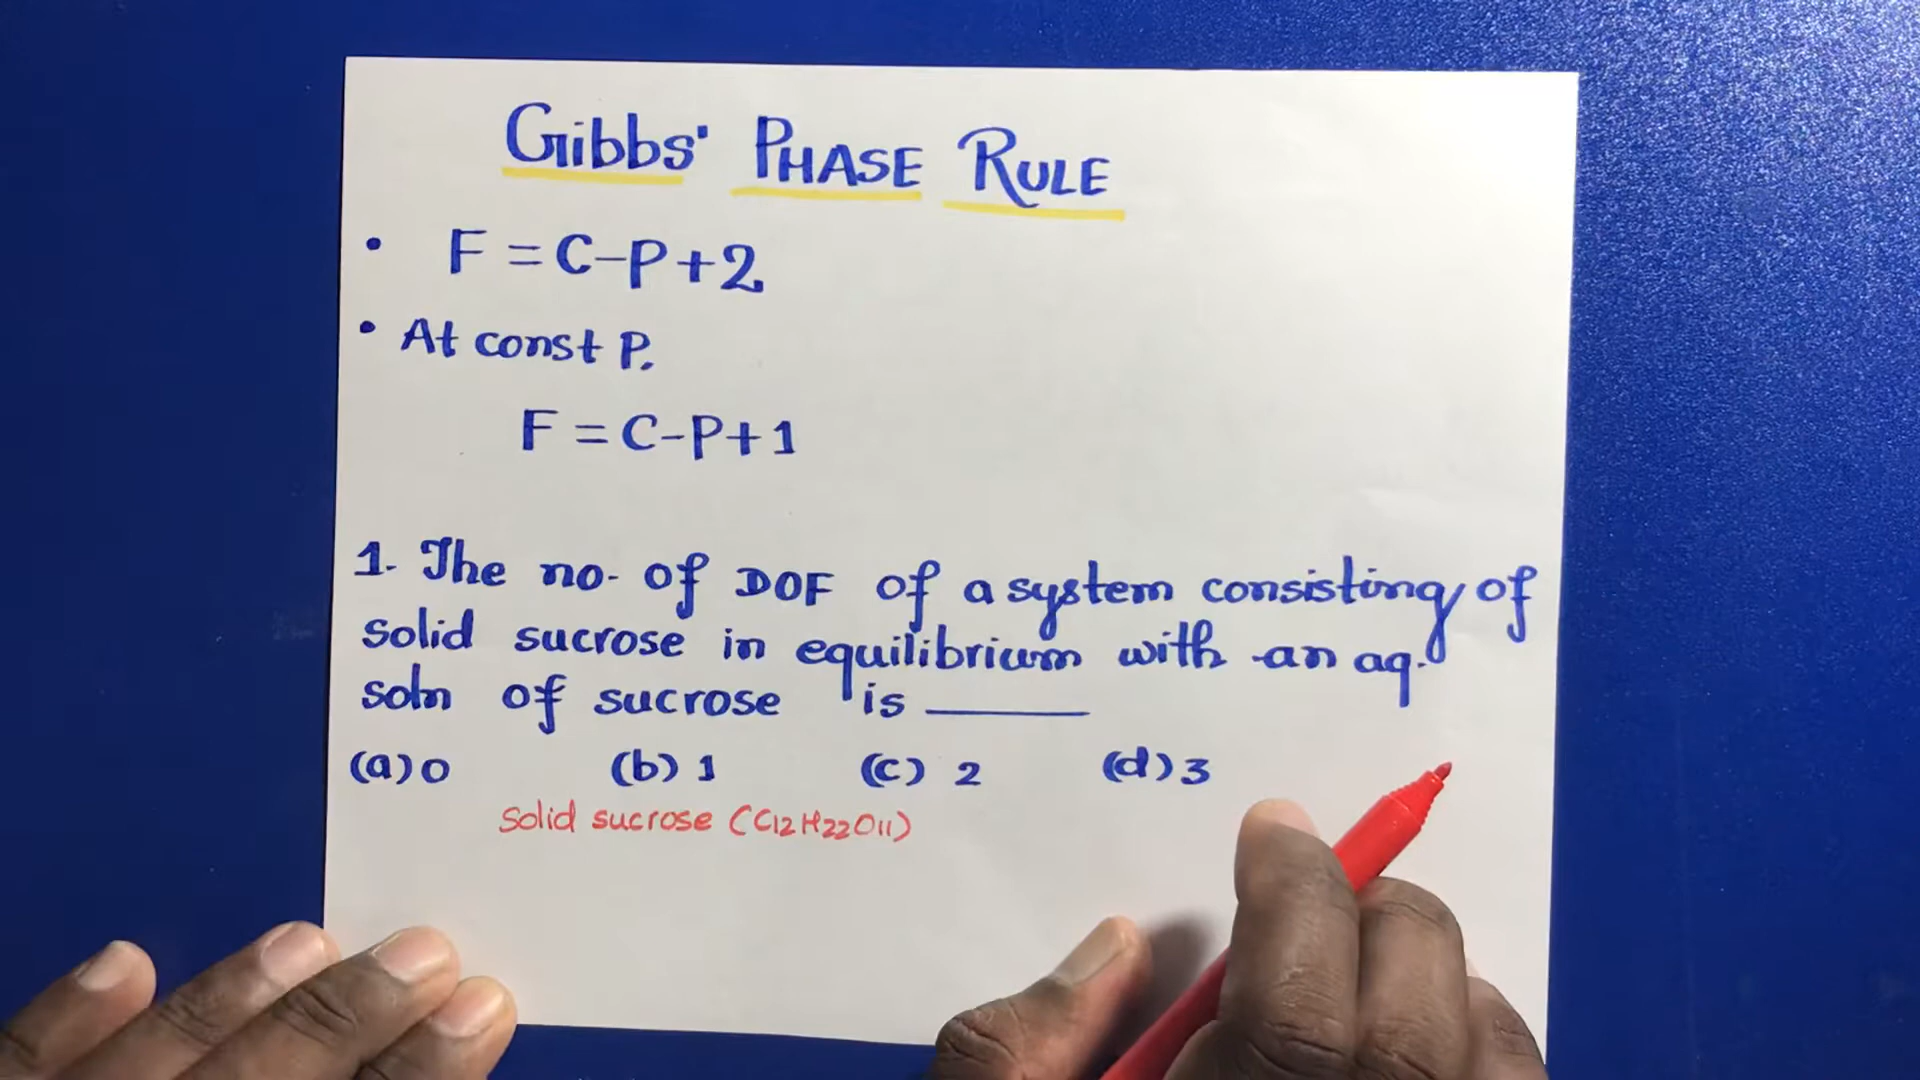 Gibbs' PHASE RULE
• F = C-P+2
• At const P.
F = C-P+1
1. The no. of DOF of a system consisting of
solid sucrose in equilibrium with an aq.
soln of sucrose is ______
(a) 0 (b) 1 (c) 2 (d) 3
Solid sucrose (C12H22O11)